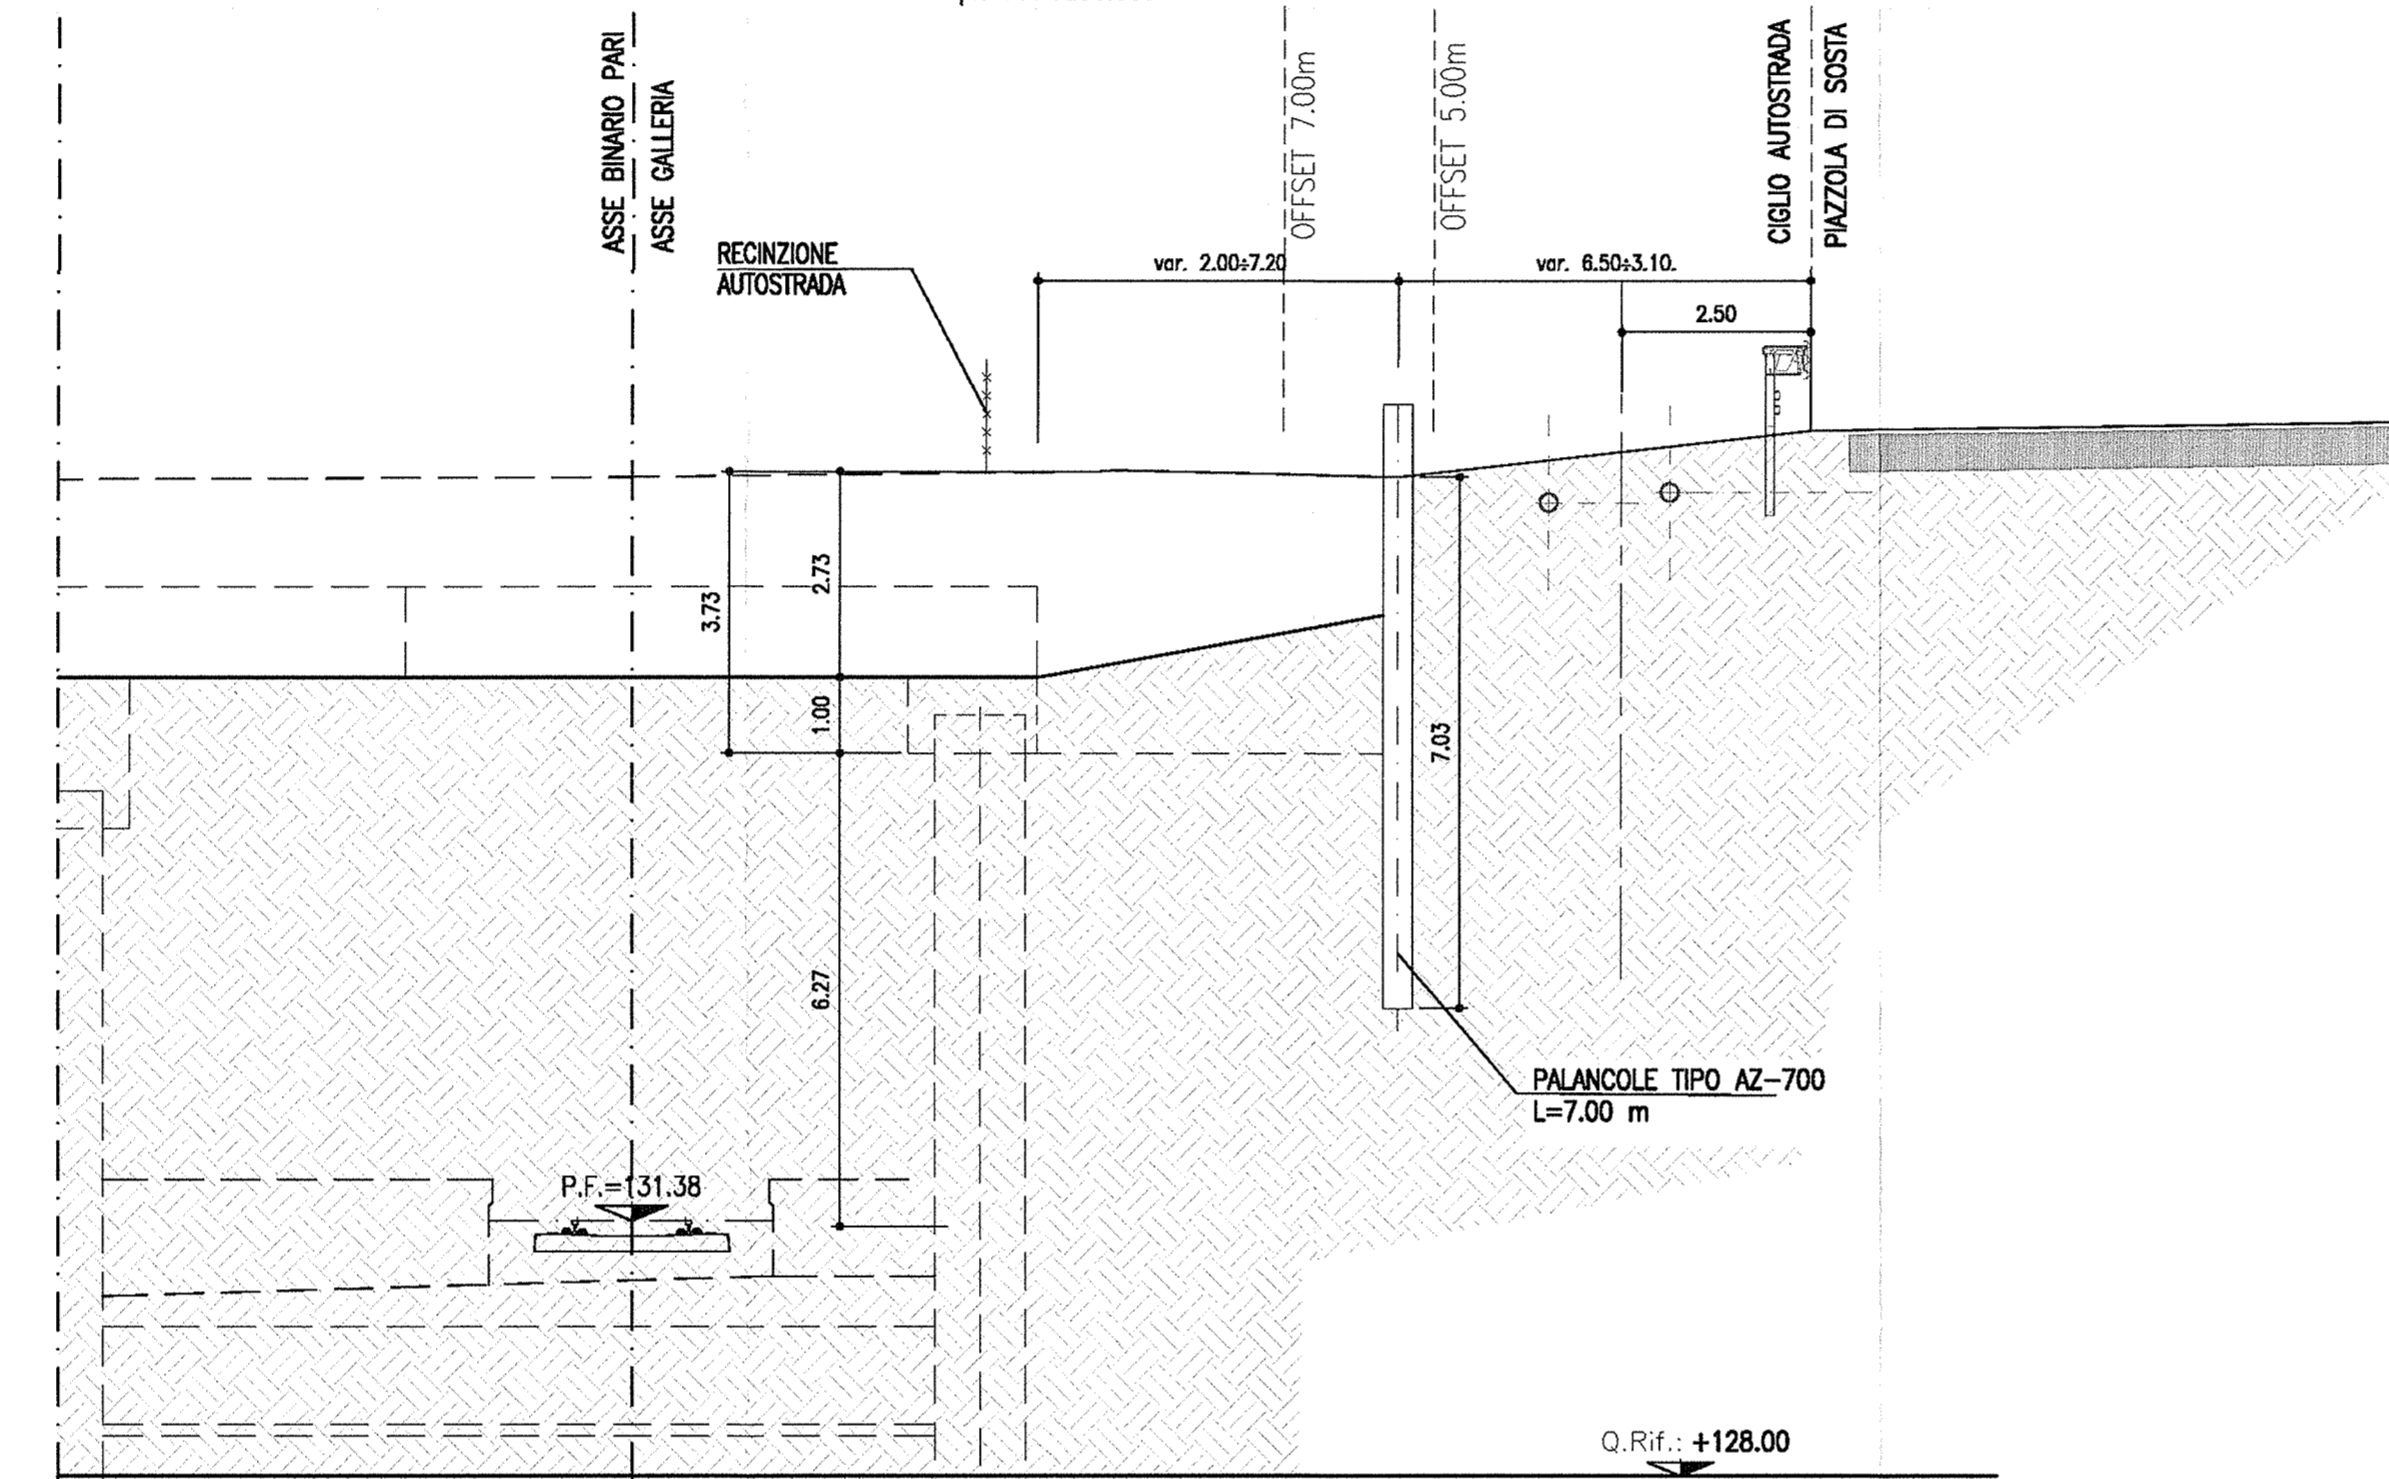 ASSE BINARIO PARI
ASSE GALLERIA
OFFSET 7.00m
OFFSET 5.00m
CIGLIO AUTOSTRADA
PIAZZOLA DI SOSTA
RECINZIONE
AUTOSTRADA
var. 2.00÷7.20
var. 6.50÷3.10.
2.50
2.73
3.73
1.00
7.03
6.27
PALANCOLE TIPO AZ-700
L=7.00 m
P.F.=131.38
Q.Rif.: +128.00